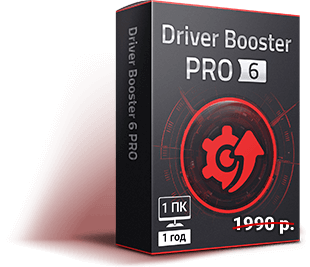 Driver Booster
PRO 6
Driver Booster 6 PRO
1 ПК
1 год
1990 р.